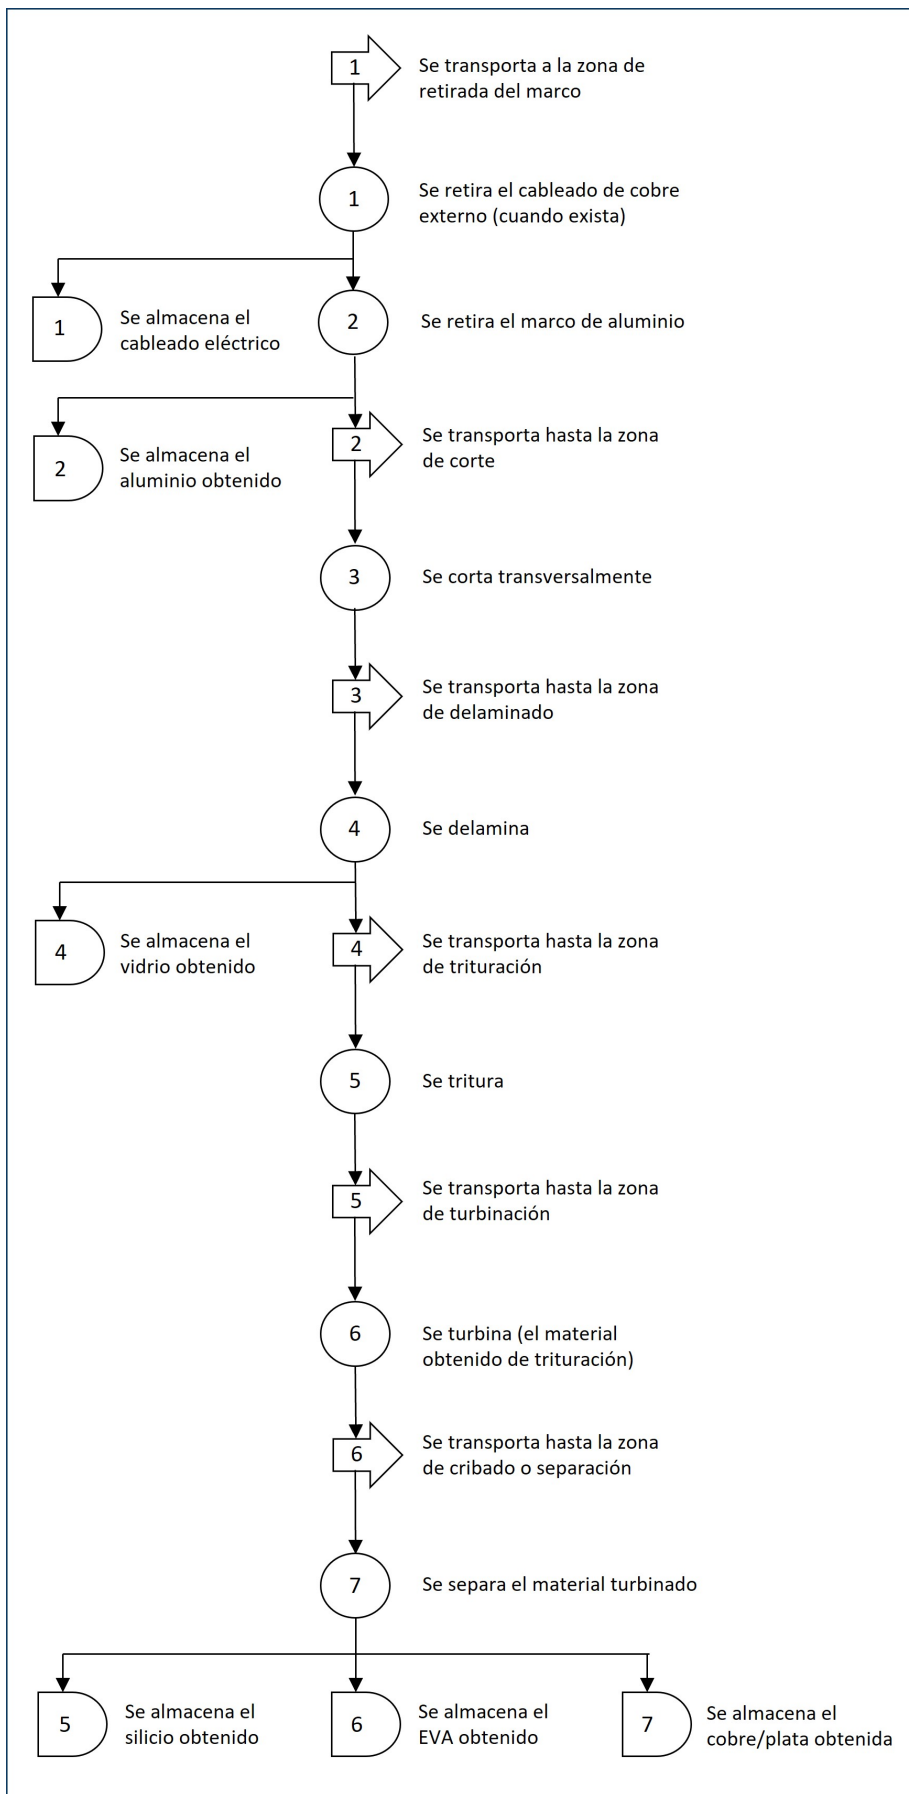 1
Se transporta a la zona de
retirada del marco
1
Se retira el cableado de cobre
externo (cuando exista)
1
Se almacena el
cableado eléctrico
2
Se retira el marco de aluminio
2
Se almacena el
aluminio obtenido
2
Se transporta hasta la zona
de corte
3
Se corta transversalmente
3
Se transporta hasta la zona
de delaminado
4
Se delamina
4
Se almacena el
vidrio obtenido
4
Se transporta hasta la zona
de trituración
5
Se tritura
5
Se transporta hasta la zona
de turbinación
6
Se turbina (el material
obtenido de trituración)
6
Se transporta hasta la zona
de cribado o separación
7
Se separa el material turbinado
5
Se almacena el
silicio obtenido
6
Se almacena el
EVA obtenido
7
Se almacena el
cobre/plata obtenida